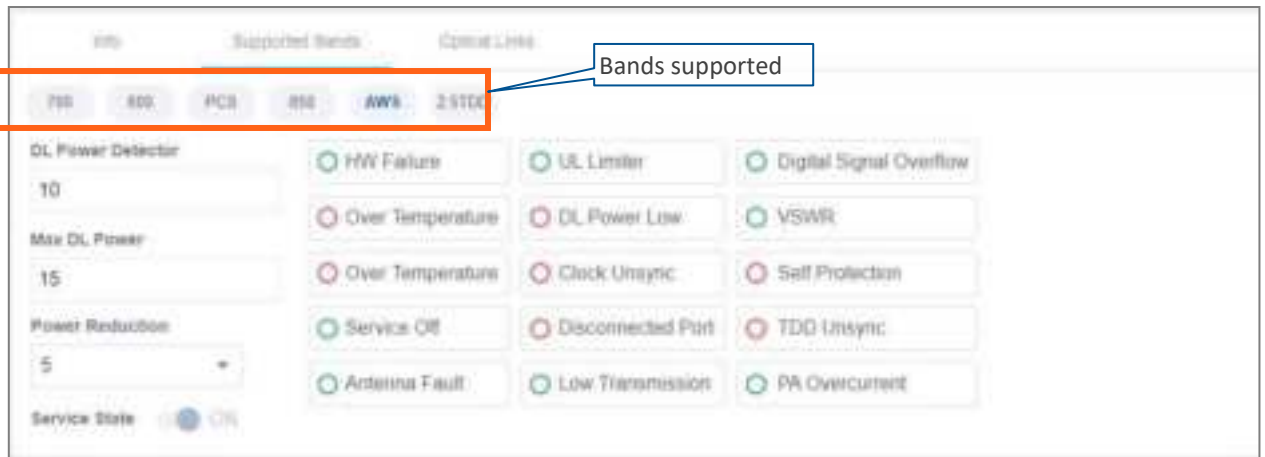 Info Supported Bands Optical Links
Bands supported
700 800 PCS 850 AWS 2.5TDD
DL Power Detector
HW Failure UL Limiter Digital Signal Overflow
10
Over Temperature DL Power Low VSWR
Max DL Power
15
Over Temperature Clock Unsync Self Protection
Power Reduction
Service Off Disconnected Port TDD Unsync
5
Antenna Fault Low Transmission PA Overcurrent
Service State ON